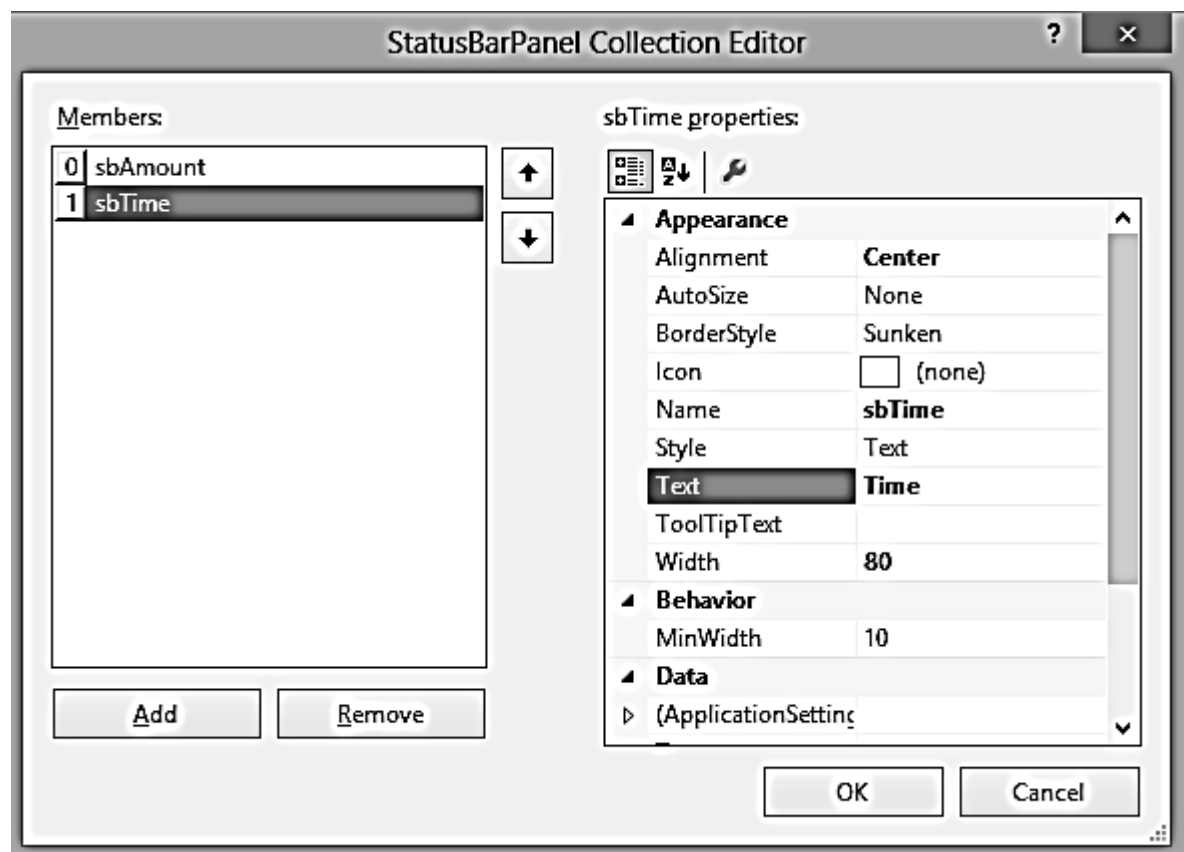 StatusBarPanel Collection Editor ? ×
Members:
0 sbAmount
1 sbTime
Add
Remove
sbTime properties:
Appearance
Alignment Center
AutoSize None
BorderStyle Sunken
Icon (none)
Name sbTime
Style Text
Text Time
ToolTipText
Width 80
Behavior
MinWidth 10
Data
(ApplicationSetting
OK
Cancel